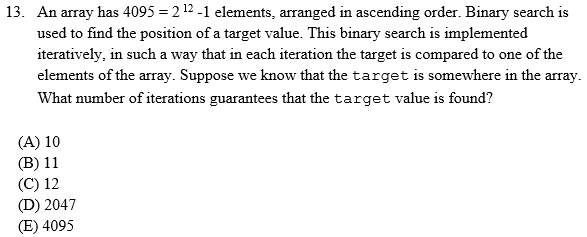 13. An array has 4095 = 2 ¹² -1 elements, arranged in ascending order. Binary search is
used to find the position of a target value. This binary search is implemented
iteratively, in such a way that in each iteration the target is compared to one of the
elements of the array. Suppose we know that the target is somewhere in the array.
What number of iterations guarantees that the target value is found?
(A) 10
(B) 11
(C) 12
(D) 2047
(E) 4095